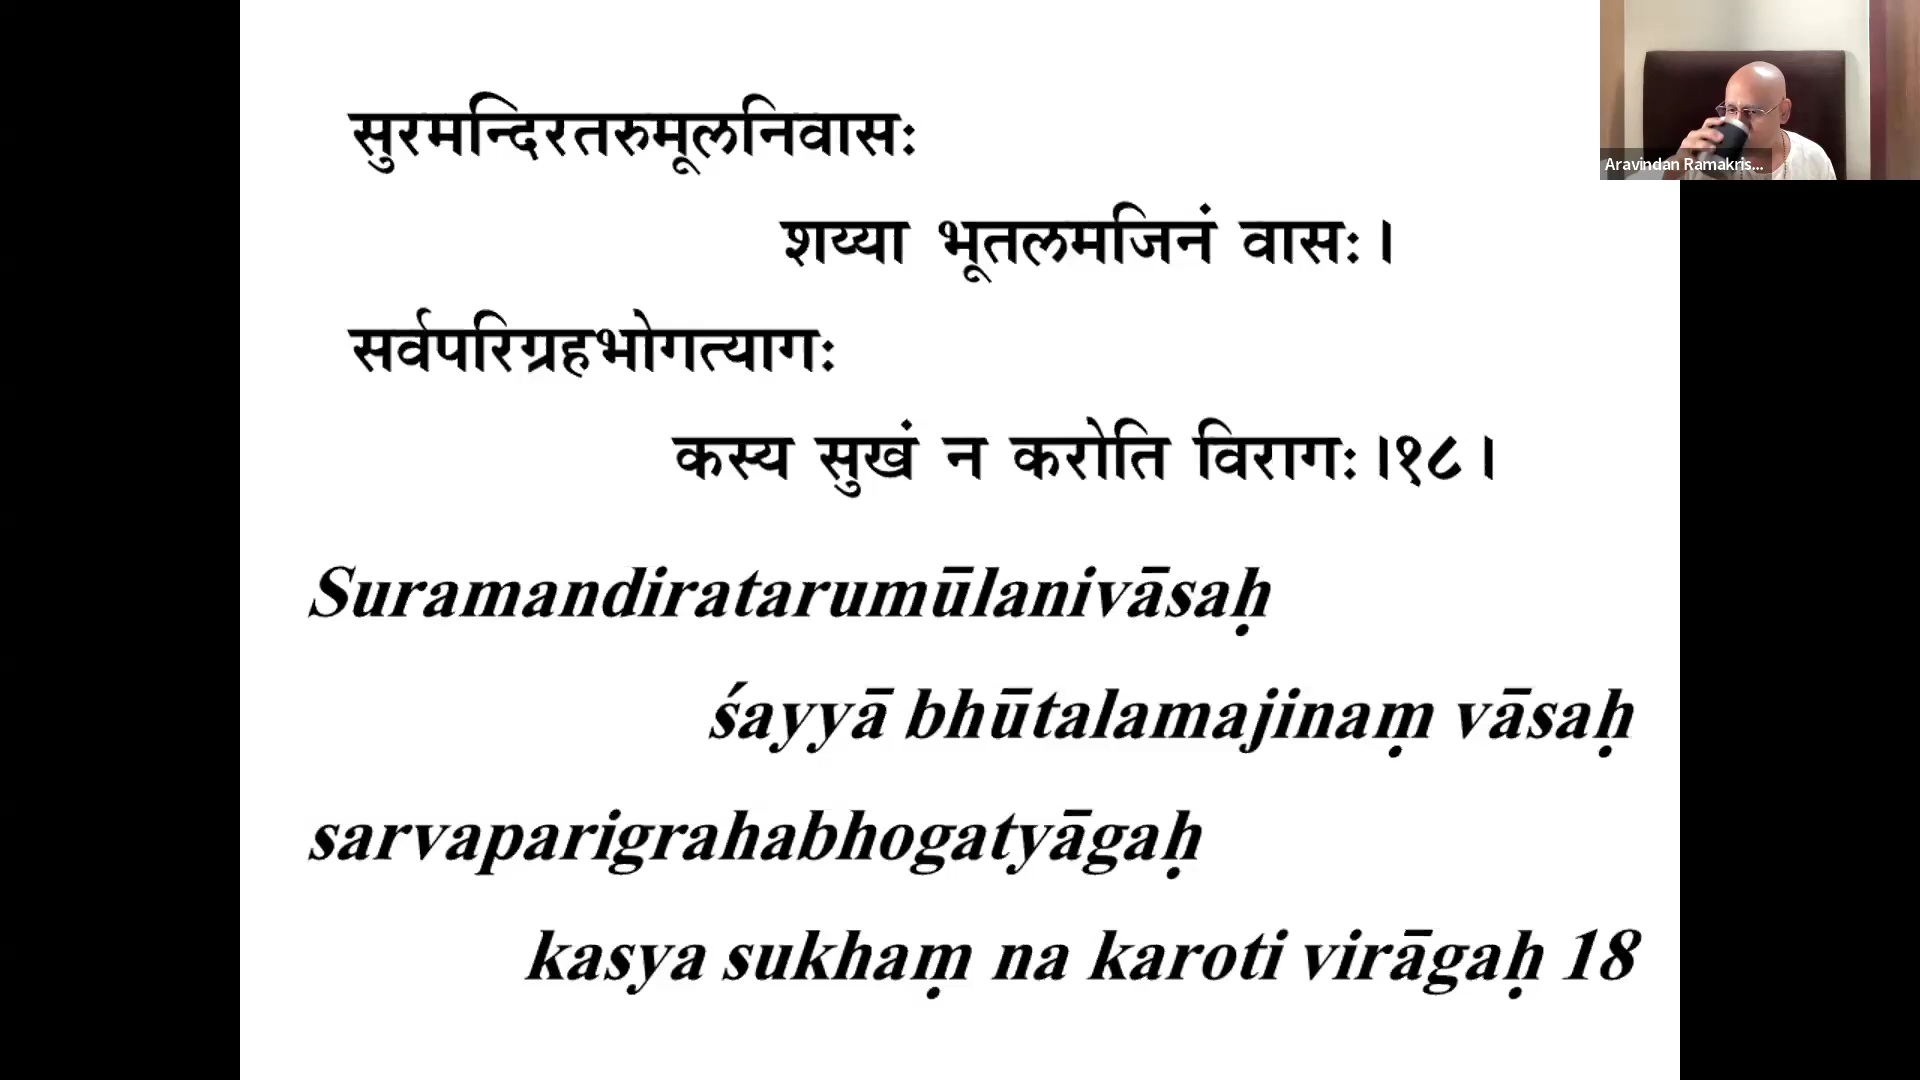 सुरमन्दिरतरुमूलनिवासः
शय्या भूतलमजिनं वासः।
सर्वपरिग्रहभोगत्यागः
कस्य सुखं न करोति विरागः।१८।
Suramandiratarumūlanivāsaḥ
śayyā bhūtalamajinaṃ vāsaḥ
sarvaparigrahabhogatyāgaḥ
kasya sukhaṃ na karoti virāgaḥ 18
Aravindan Ramakris...